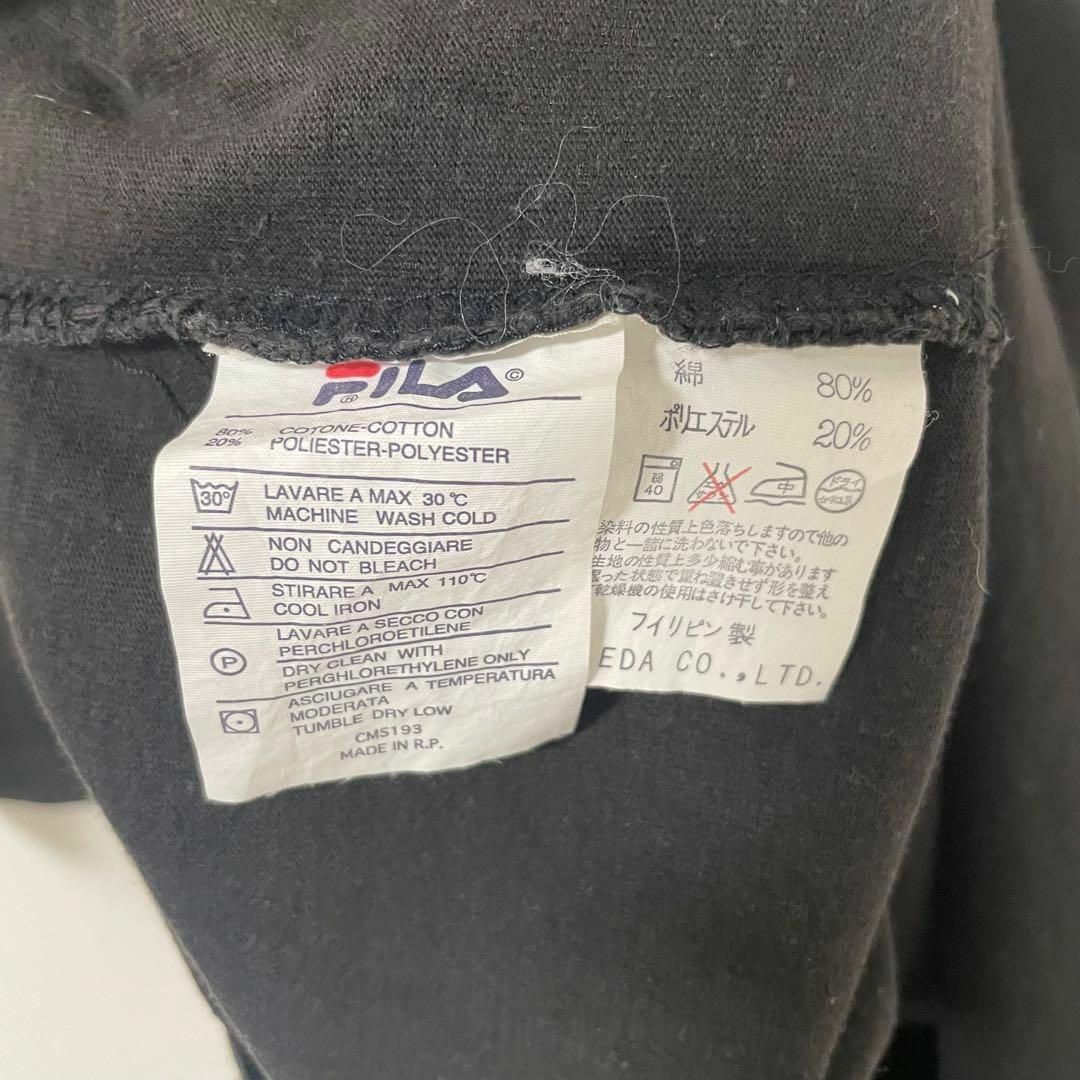 FILA ©
®
80% COTONE-COTTON
20% POLIESTER-POLYESTER
30° LAVARE A MAX 30°C
MACHINE WASH COLD
NON CANDEGGIARE
DO NOT BLEACH
STIRARE A MAX 110°C
COOL IRON
LAVARE A SECCO CON
PERCHLOROETILENE
P DRY CLEAN WITH
PERGHLORETHYLENE ONLY
ASCIUGARE A TEMPERATURA
MODERATA
TUMBLE DRY LOW
CMS193
MADE IN R.P.
綿 80%
ポリエステル 20%
弱 40 中 ドライ
染料の性質上色落ちしますので他の
物と一諸に洗わないで下さい。
生地の性質上多少縮む事があります
湿った状態で重ね置きせず形を整え
乾燥機の使用はさけ干して下さい。
フイリピン製
EDA CO.,LTD.